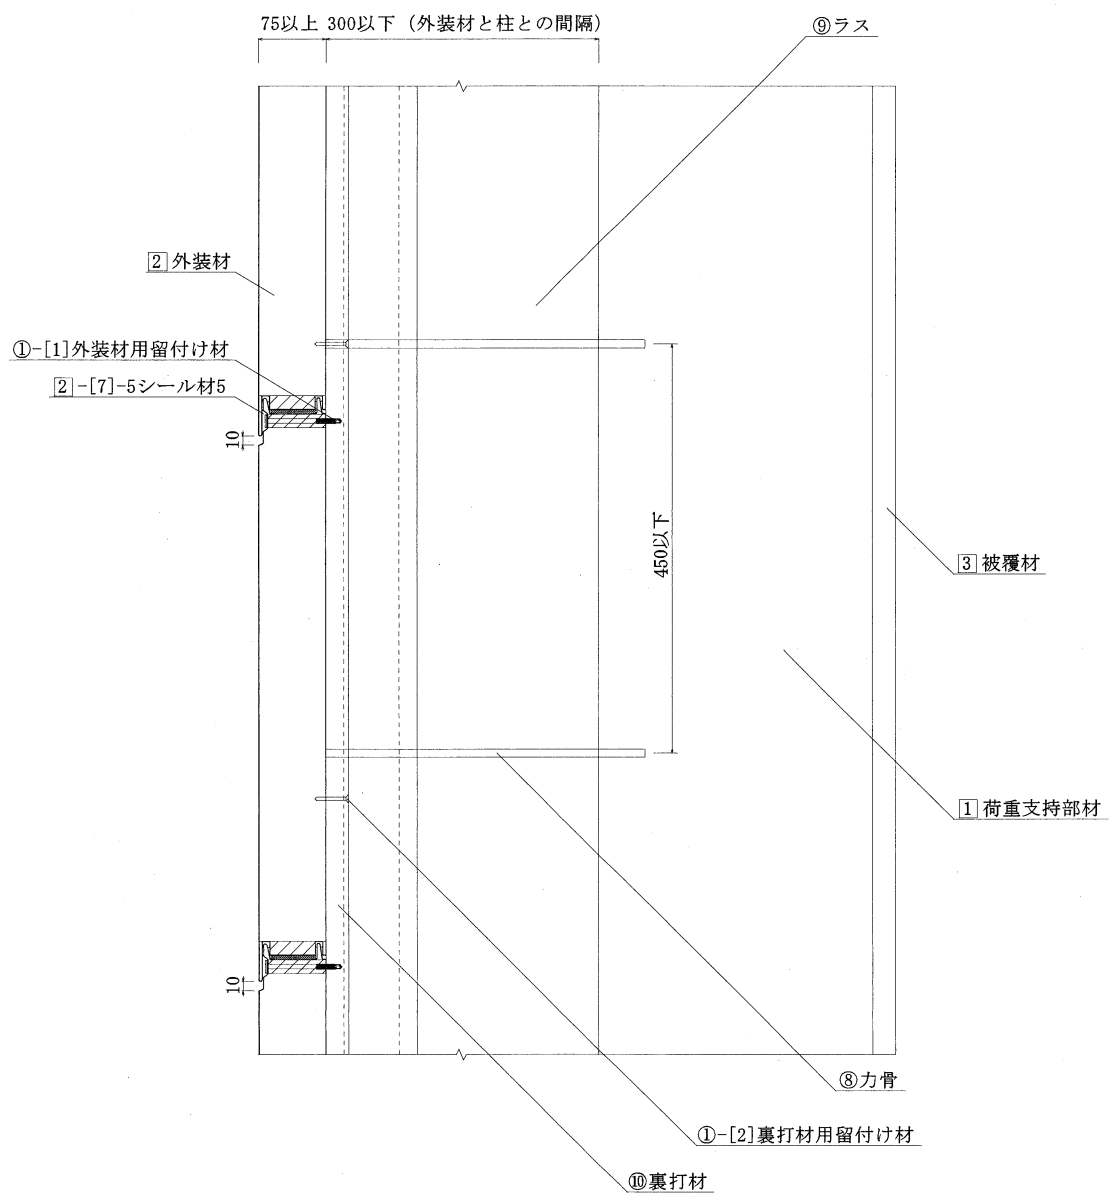 75以上 300以下（外装材と柱との間隔）
⑨ラス
2 外装材
①-[1]外装材用留付け材
2-[7]-5シール材5
10
450以下
3 被覆材
1 荷重支持部材
10
⑧力骨
①-[2]裏打材用留付け材
⑩裏打材